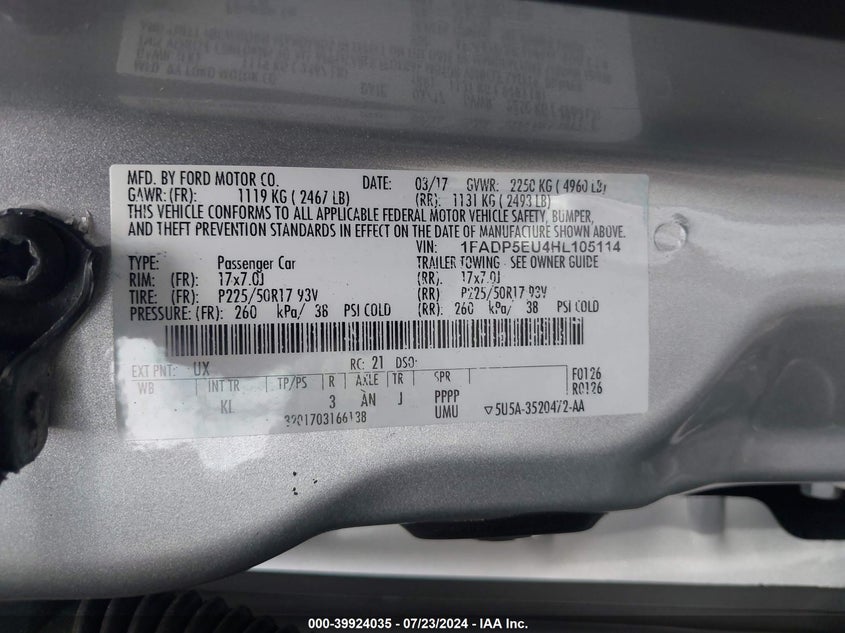 MFD. BY FORD MOTOR CO. DATE: 03/17 GVWR: 2250 KG ( 4960 LB)
GAWR: (FR): 1119 KG ( 2467 LB) (RR): 1131 KG ( 2493 LB)
THIS VEHICLE CONFORMS TO ALL APPLICABLE FEDERAL MOTOR VEHICLE SAFETY, BUMPER,
AND THEFT PREVENTION STANDARDS IN EFFECT ON THE DATE OF MANUFACTURE SHOWN ABOVE.
VIN: 1FADP5EU4HL105114
TYPE: Passenger Car TRAILER TOWING - SEE OWNER GUIDE
RIM: (FR): 17x7.0J (RR): 17x7.0J
TIRE: (FR): P225/50R17 93V (RR) P225/50R17 93V
PRESSURE: (FR): 260 kPa/ 38 PSI COLD (RR): 260 kPa/ 38 PSI COLD
EXT PNT: UX RC: 21 DSO:
WB INT TR TP/PS R AXLE TR SPR F0126
KL 3 AN J PPPP R0126
3201703166138 UMU ▽5U5A-3520472-AA
000-39924035 - 07/23/2024 - IAA Inc.